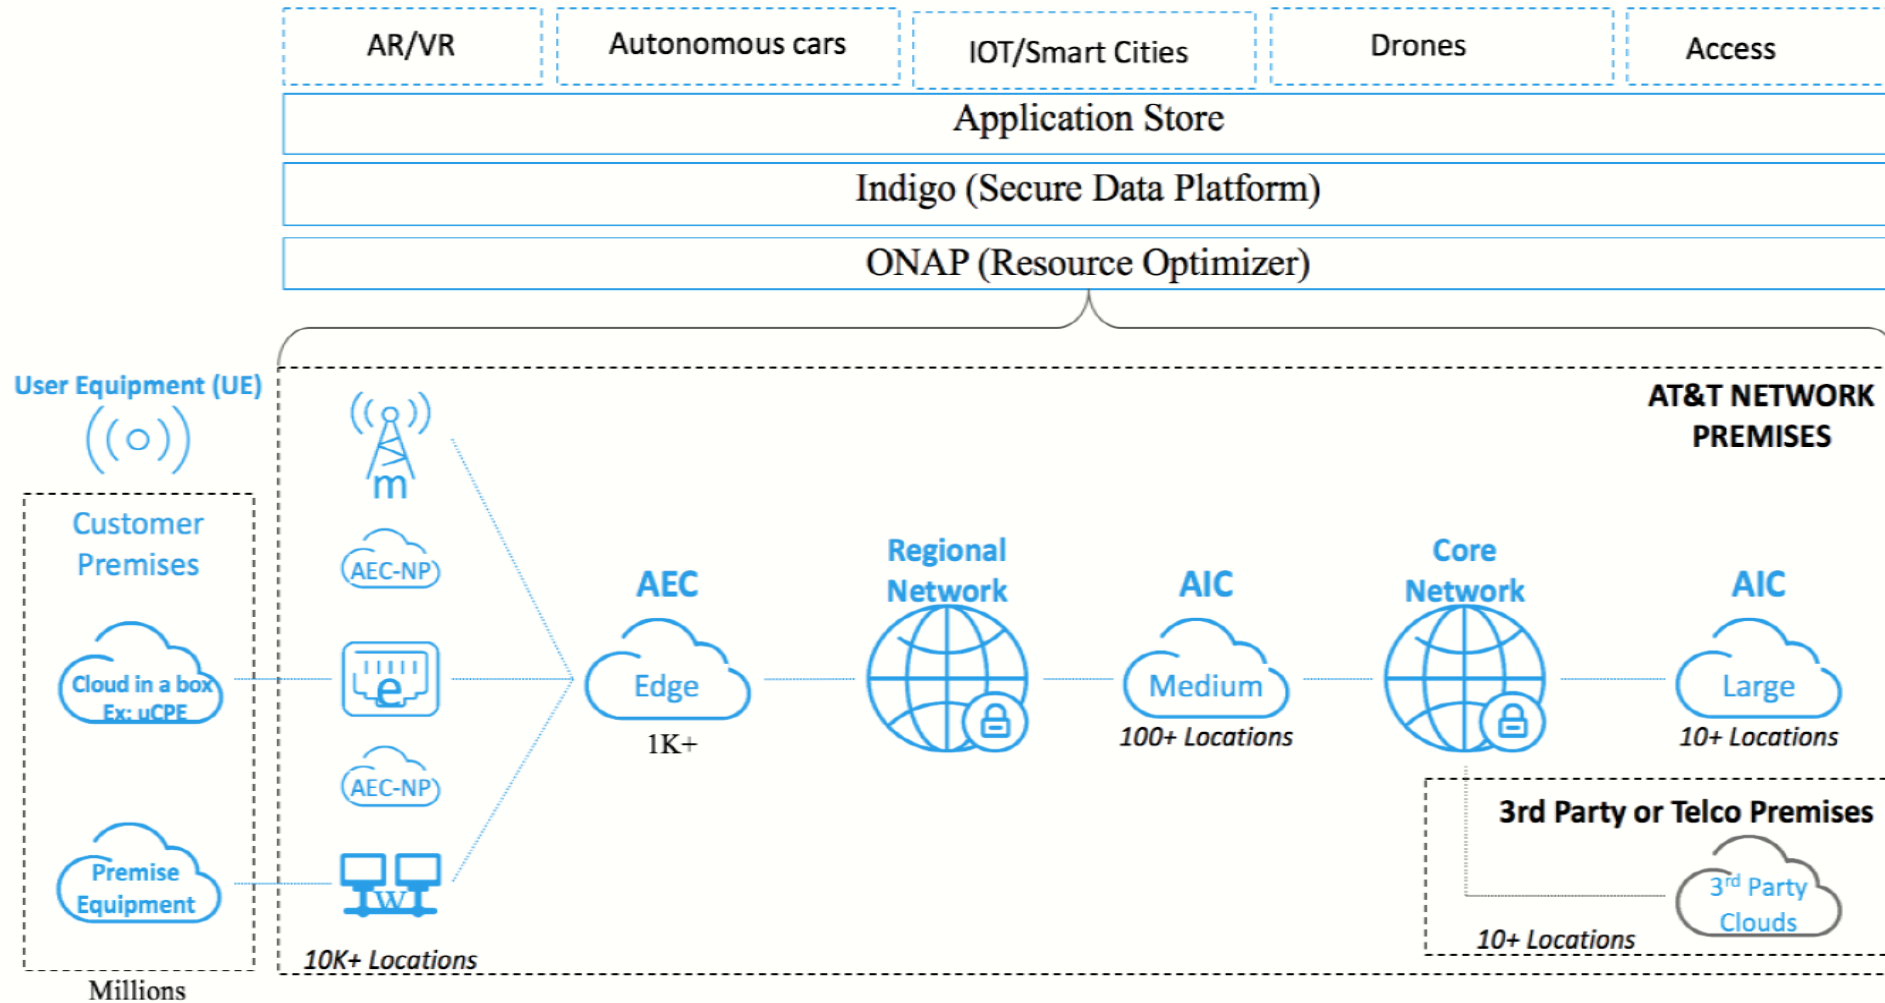 AR/VR
Autonomous cars
IOT/Smart Cities
Drones
Access
Application Store
Indigo (Secure Data Platform)
ONAP (Resource Optimizer)
User Equipment (UE)
AT&T NETWORK
PREMISES
m
Customer
Premises
AEC-NP
Regional
Network
Core
Network
AEC
AIC
AIC
Cloud in a box
Ex: uCPE
e
Edge
Medium
Large
1K+
100+ Locations
10+ Locations
AEC-NP
3rd Party or Telco Premises
Premise
Equipment
W
3rd Party
Clouds
10+ Locations
10K+ Locations
Millions